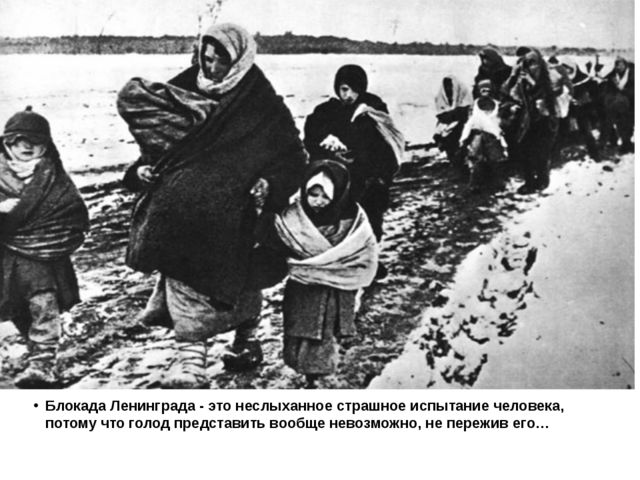 • Блокада Ленинграда - это неслыханное страшное испытание человека,
потому что голод представить вообще невозможно, не пережив его…